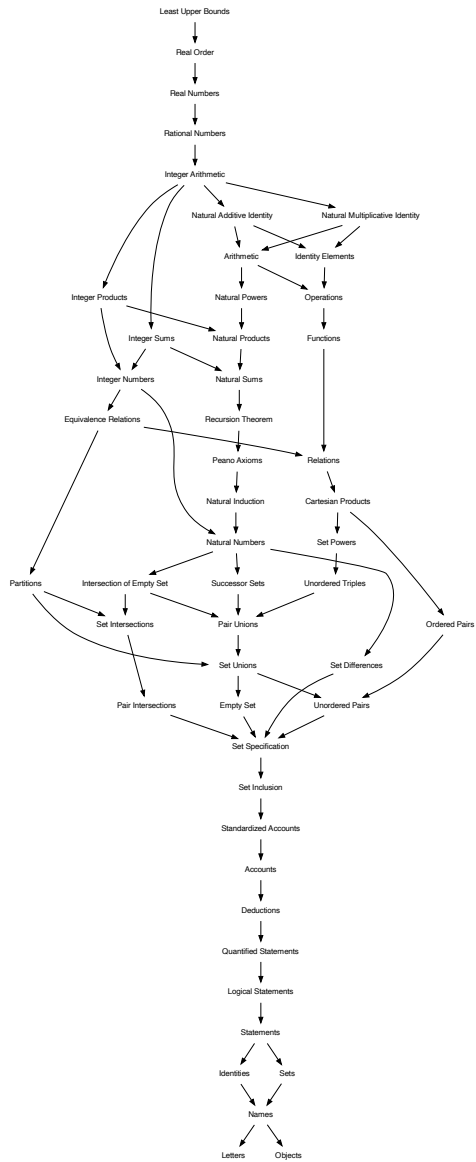 Least Upper Bounds
Real Order
Real Numbers
Rational Numbers
Integer Arithmetic
Natural Additive Identity
Natural Multiplicative Identity
Arithmetic
Identity Elements
Integer Products
Natural Powers
Operations
Integer Sums
Natural Products
Functions
Integer Numbers
Natural Sums
Equivalence Relations
Recursion Theorem
Peano Axioms
Relations
Natural Induction
Cartesian Products
Natural Numbers
Set Powers
Partitions
Intersection of Empty Set
Successor Sets
Unordered Triples
Set Intersections
Pair Unions
Ordered Pairs
Set Unions
Set Differences
Pair Intersections
Empty Set
Unordered Pairs
Set Specification
Set Inclusion
Standardized Accounts
Accounts
Deductions
Quantified Statements
Logical Statements
Statements
Identities
Sets
Names
Letters
Objects